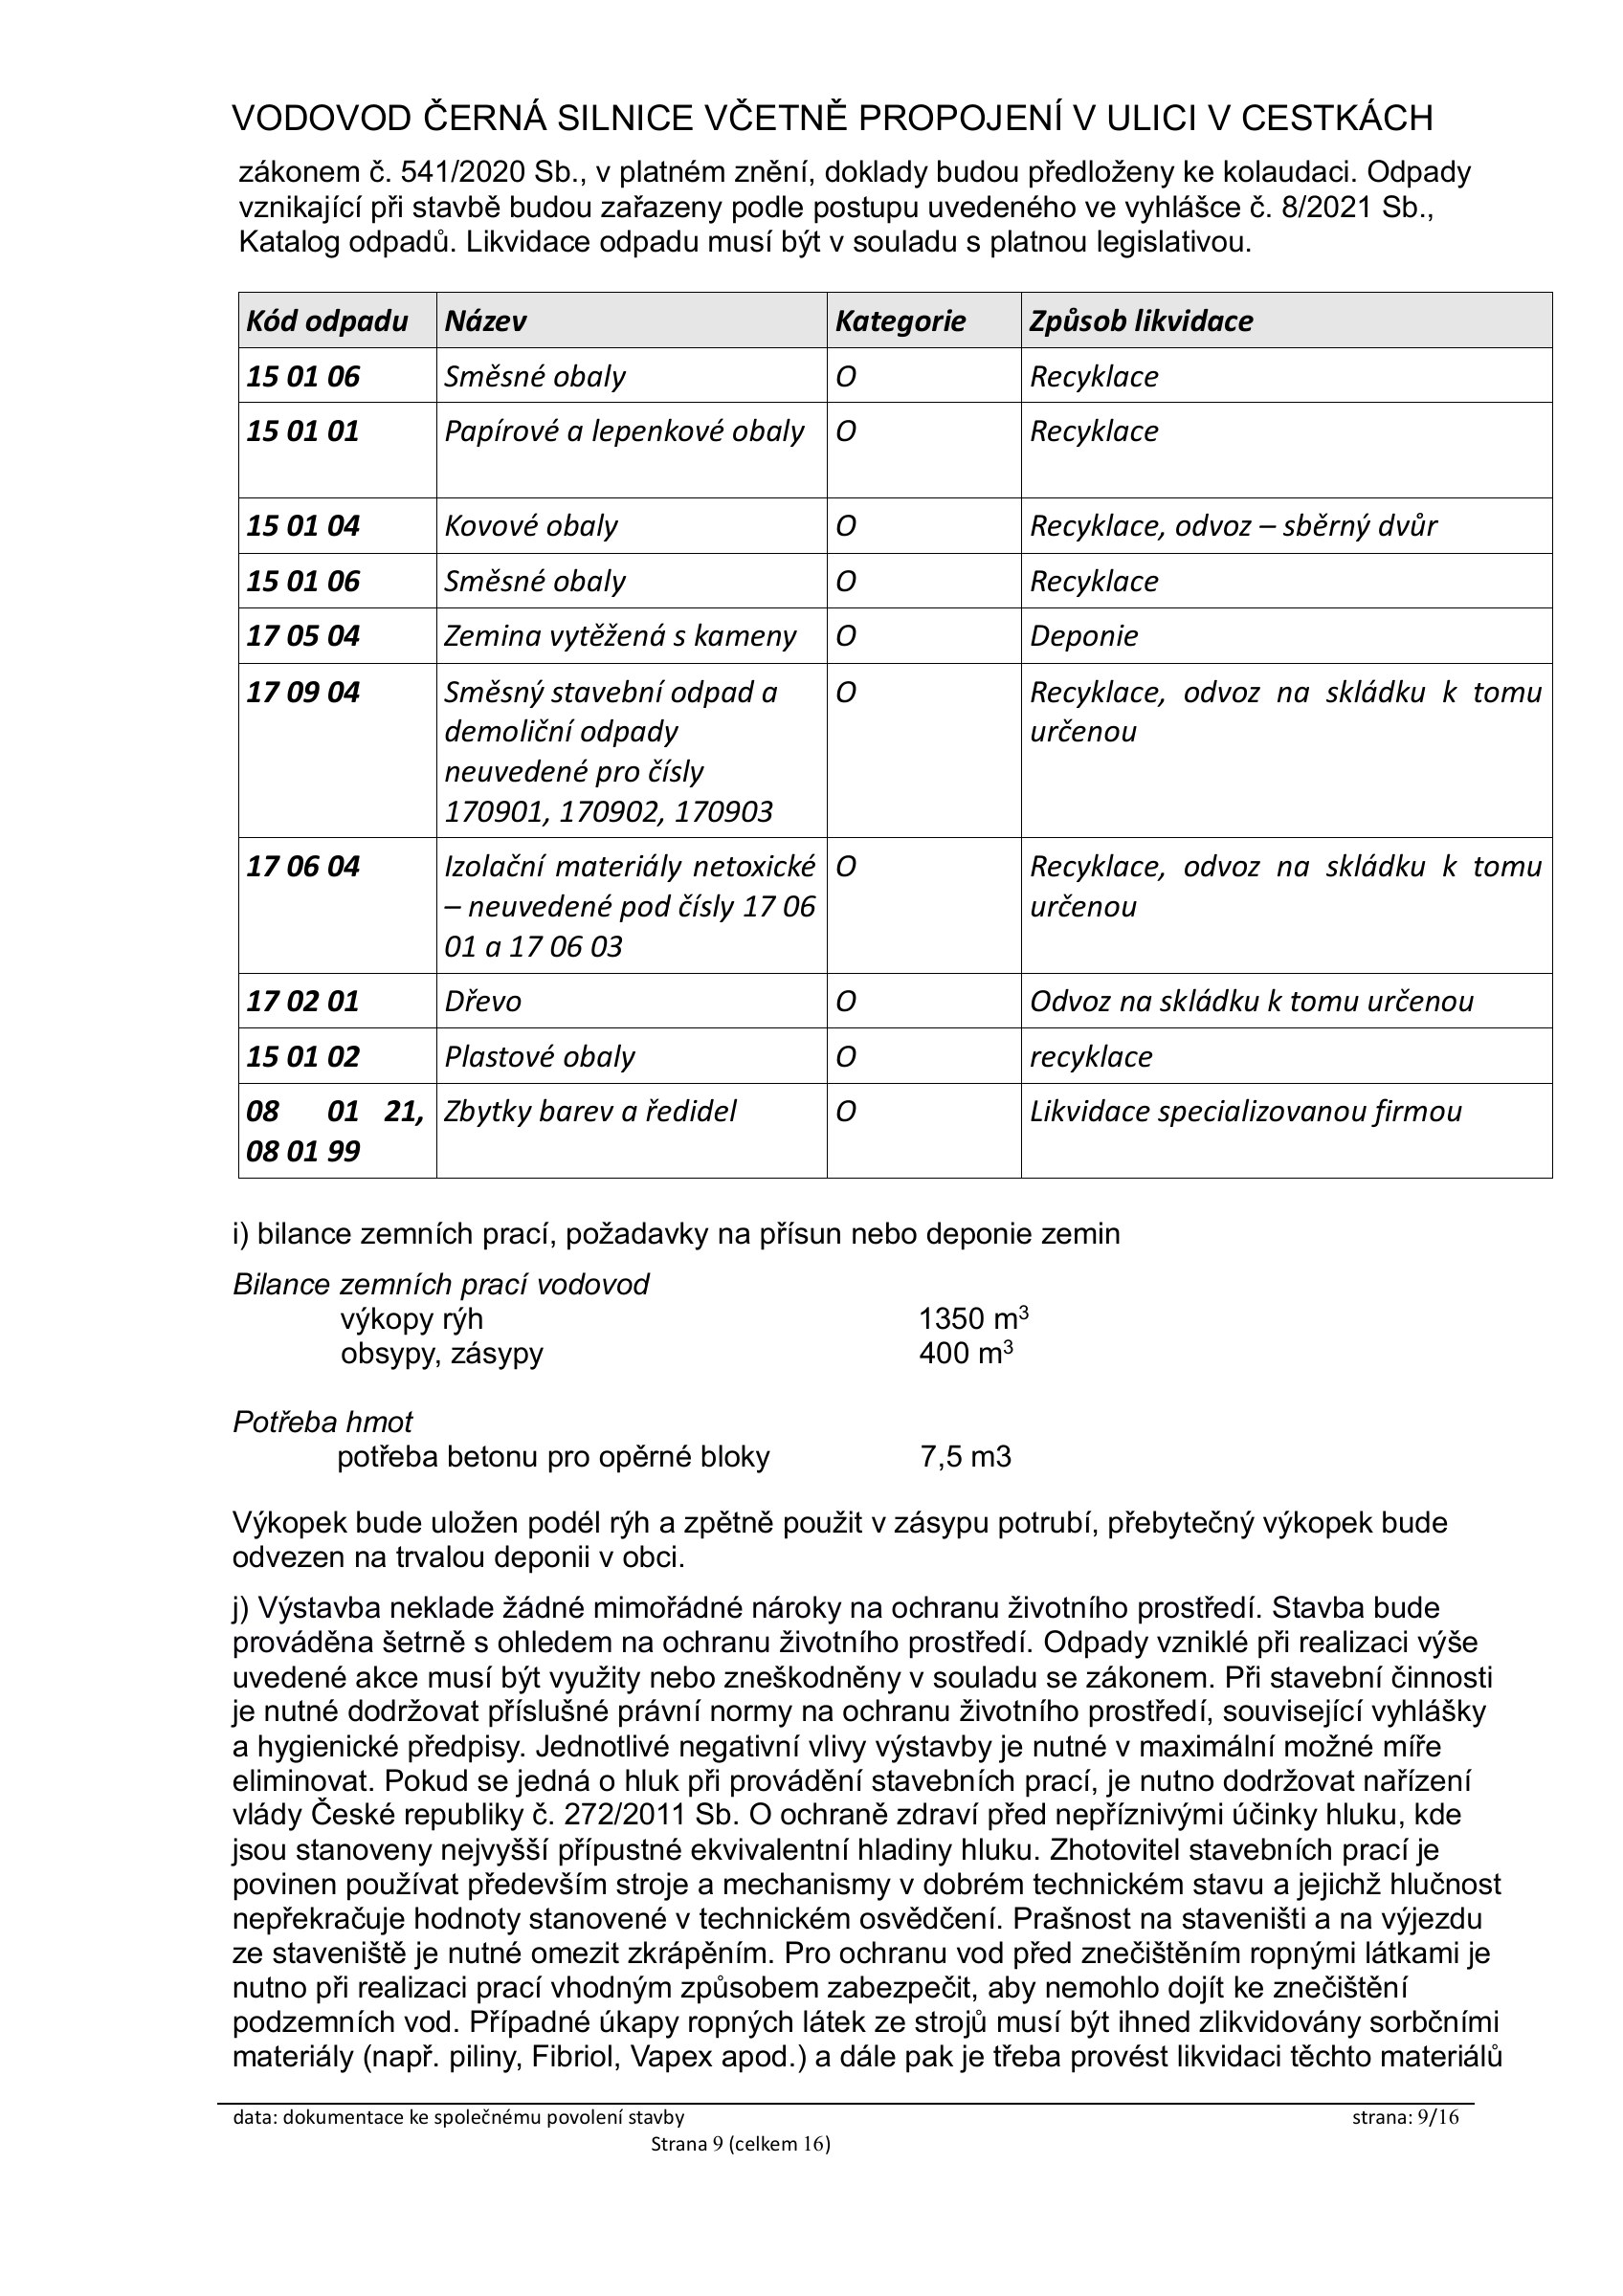 VODOVOD ČERNÁ SILNICE VČETNĚ PROPOJENÍ V ULICI V CESTKÁCH
zákonem č. 541/2020 Sb., v platném znění, doklady budou předloženy ke kolaudaci. Odpady
vznikající při stavbě budou zařazeny podle postupu uvedeného ve vyhlášce č. 8/2021 Sb.,
Katalog odpadů. Likvidace odpadu musí být v souladu s platnou legislativou.
Kód odpadu Název Kategorie Způsob likvidace
15 01 06 Směsné obaly O Recyklace
15 01 01 Papírové a lepenkové obaly O Recyklace
15 01 04 Kovové obaly O Recyklace, odvoz – sběrný dvůr
15 01 06 Směsné obaly O Recyklace
17 05 04 Zemina vytěžená s kameny O Deponie
17 09 04 Směsný stavební odpad a O Recyklace, odvoz na skládku k tomu
demoliční odpady určenou
neuvedené pro čísly
170901, 170902, 170903
17 06 04 Izolační materiály netoxické O Recyklace, odvoz na skládku k tomu
– neuvedené pod čísly 17 06 určenou
01 a 17 06 03
17 02 01 Dřevo O Odvoz na skládku k tomu určenou
15 01 02 Plastové obaly O recyklace
08 01 21, Zbytky barev a ředidel O Likvidace specializovanou firmou
08 01 99
i) bilance zemních prací, požadavky na přísun nebo deponie zemin
Bilance zemních prací vodovod
výkopy rýh 1350 m³
obsypy, zásypy 400 m³
Potřeba hmot
potřeba betonu pro opěrné bloky 7,5 m3
Výkopek bude uložen podél rýh a zpětně použit v zásypu potrubí, přebytečný výkopek bude
odvezen na trvalou deponii v obci.
j) Výstavba neklade žádné mimořádné nároky na ochranu životního prostředí. Stavba bude
prováděna šetrně s ohledem na ochranu životního prostředí. Odpady vzniklé při realizaci výše
uvedené akce musí být využity nebo zneškodněny v souladu se zákonem. Při stavební činnosti
je nutné dodržovat příslušné právní normy na ochranu životního prostředí, související vyhlášky
a hygienické předpisy. Jednotlivé negativní vlivy výstavby je nutné v maximální možné míře
eliminovat. Pokud se jedná o hluk při provádění stavebních prací, je nutno dodržovat nařízení
vlády České republiky č. 272/2011 Sb. O ochraně zdraví před nepříznivými účinky hluku, kde
jsou stanoveny nejvyšší přípustné ekvivalentní hladiny hluku. Zhotovitel stavebních prací je
povinen používat především stroje a mechanismy v dobrém technickém stavu a jejichž hlučnost
nepřekračuje hodnoty stanovené v technickém osvědčení. Prašnost na staveništi a na výjezdu
ze staveniště je nutné omezit zkrápěním. Pro ochranu vod před znečištěním ropnými látkami je
nutno při realizaci prací vhodným způsobem zabezpečit, aby nemohlo dojít ke znečištění
podzemních vod. Případné úkapy ropných látek ze strojů musí být ihned zlikvidovány sorbčními
materiály (např. piliny, Fibriol, Vapex apod.) a dále pak je třeba provést likvidaci těchto materiálů
data: dokumentace ke společnému povolení stavby strana: 9/16
Strana 9 (celkem 16)